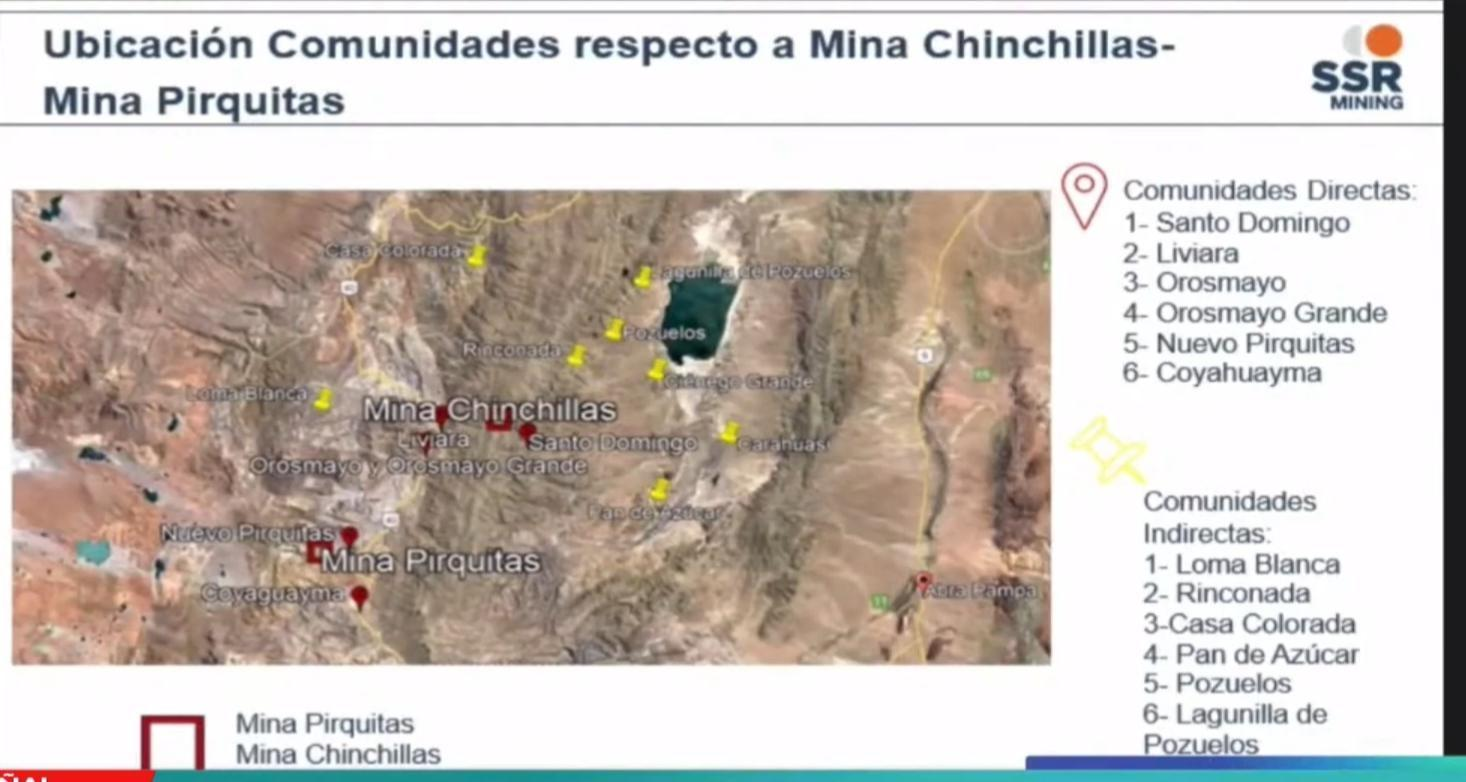 Ubicación Comunidades respecto a Mina Chinchillas-
Mina Pirquitas
SSR
MINING
Comunidades Directas:
1- Santo Domingo
2- Liviara
3- Orosmayo
4- Orosmayo Grande
5- Nuevo Pirquitas
6- Coyahuayma
Comunidades
Indirectas:
1- Loma Blanca
2- Rinconada
3-Casa Colorada
4- Pan de Azúcar
5- Pozuelos
6- Lagunilla de
Pozuelos
Casa Colorada
Lagunilla de Pozuelos
40
Pozuelos
Rinconada
9
Ciénego Grande
Loma Blanca
Mina Chinchillas
Liviara
Santo Domingo
Carahuasi
Orosmayo y Orosmayo Grande
Pan de Azúcar
40
Nuevo Pirquitas
Mina Pirquitas
Coyaguayma
11
Abra Pampa
Mina Pirquitas
Mina Chinchillas